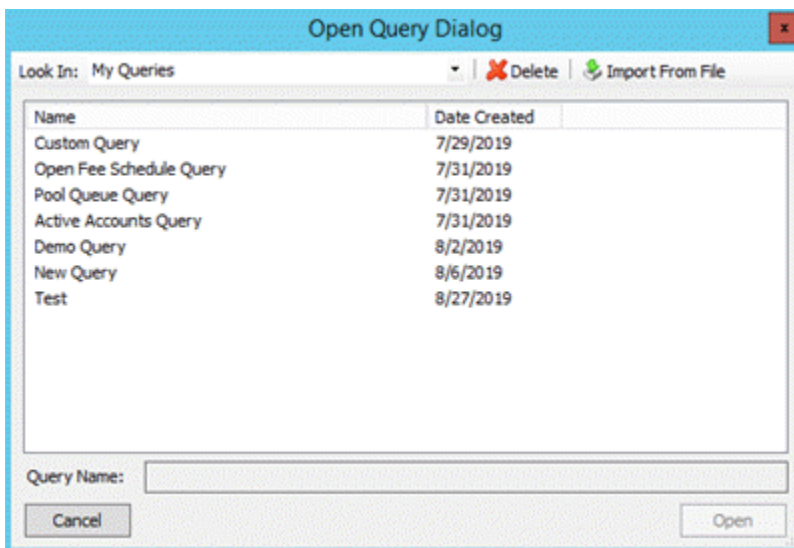 Open Query Dialog
x
Look In: My Queries Delete Import From File
Name Date Created
Custom Query 7/29/2019
Open Fee Schedule Query 7/31/2019
Pool Queue Query 7/31/2019
Active Accounts Query 7/31/2019
Demo Query 8/2/2019
New Query 8/6/2019
Test 8/27/2019
Query Name:
Cancel Open